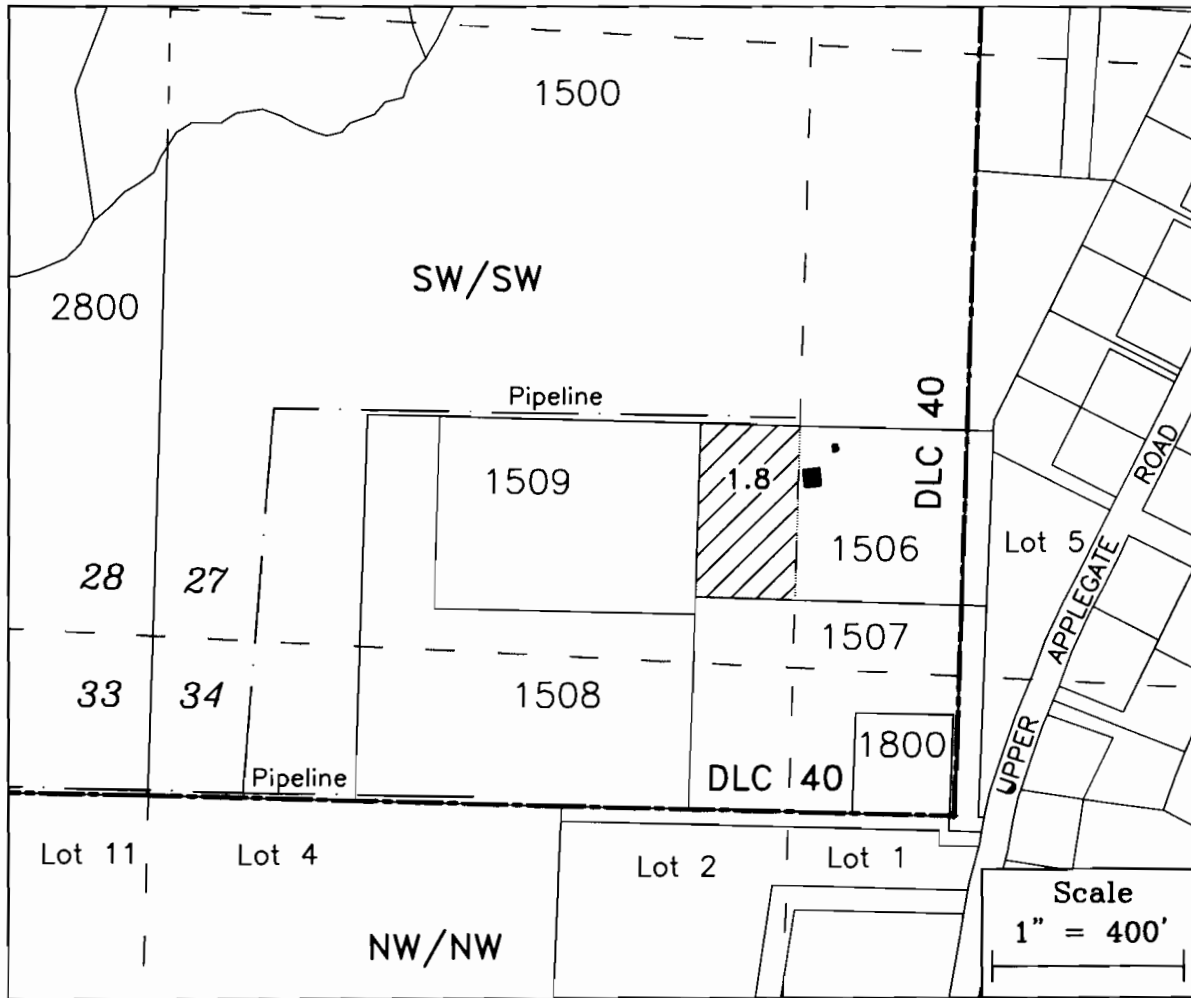 1500
SW/SW
2800
Pipeline
DLC 40
1509
1.8
1506
Lot 5
UPPER APPLEGATE ROAD
28
27
1507
33
34
1508
1800
Pipeline
DLC 40
Lot 11
Lot 4
Lot 2
Lot 1
NW/NW
Scale
1" = 400'